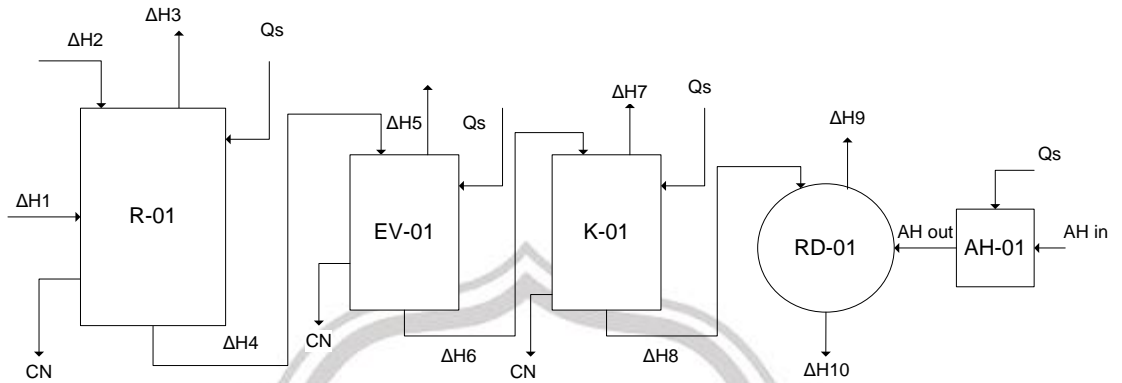 ΔH3
ΔH2
Qs
ΔH1
R-01
CN
ΔH4
ΔH5
Qs
EV-01
CN
ΔH6
ΔH7
Qs
K-01
CN
ΔH8
ΔH9
RD-01
ΔH10
AH out
Qs
AH-01
AH in